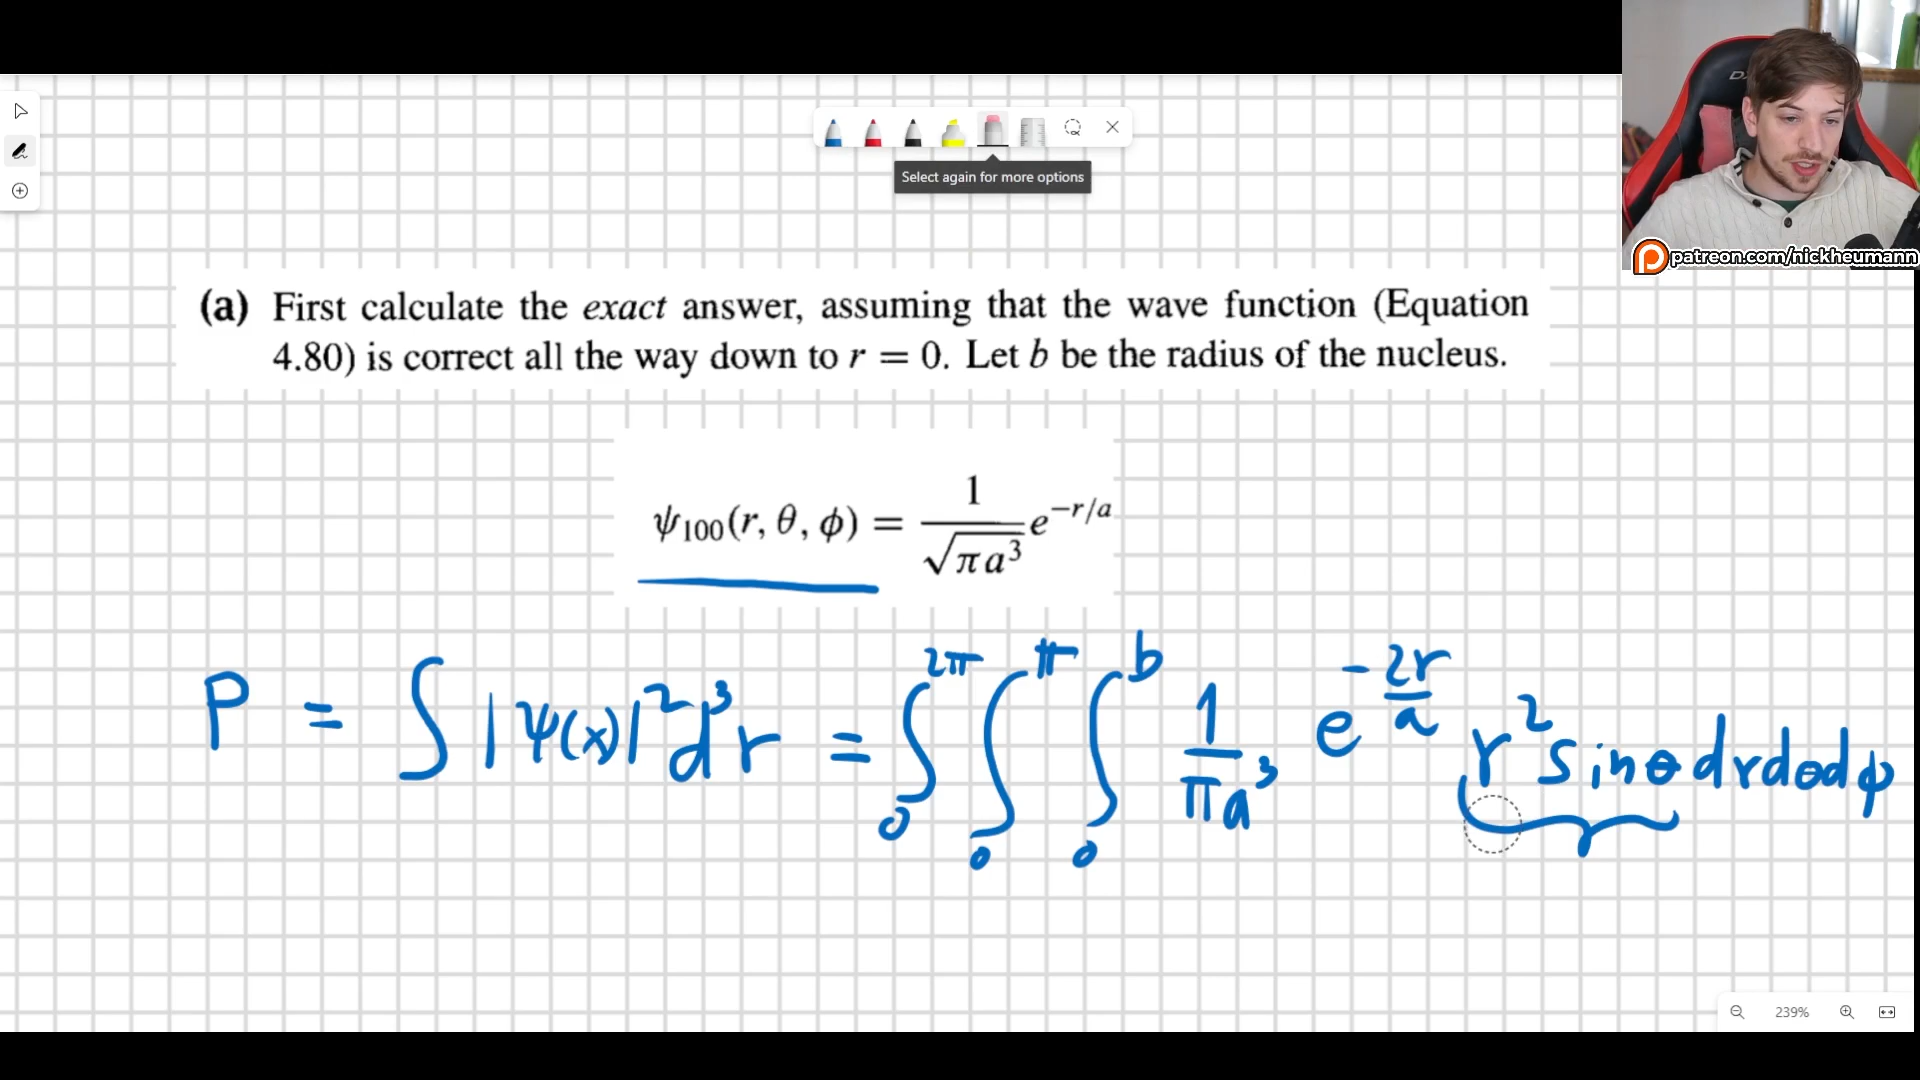 D
patreon.com/nickheumann
Select again for more options
(a) First calculate the exact answer, assuming that the wave function (Equation
4.80) is correct all the way down to r = 0. Let b be the radius of the nucleus.
ψ₁₀₀(r, θ, ϕ) = 1/√(πa³) e^(−r/a)
P = ∫ |ψ(x)|² d³r = ∫₀^2π ∫₀^π ∫₀^b 1/(πa³) e^(−2r/a) r² sinθ dr dθ dϕ
239%